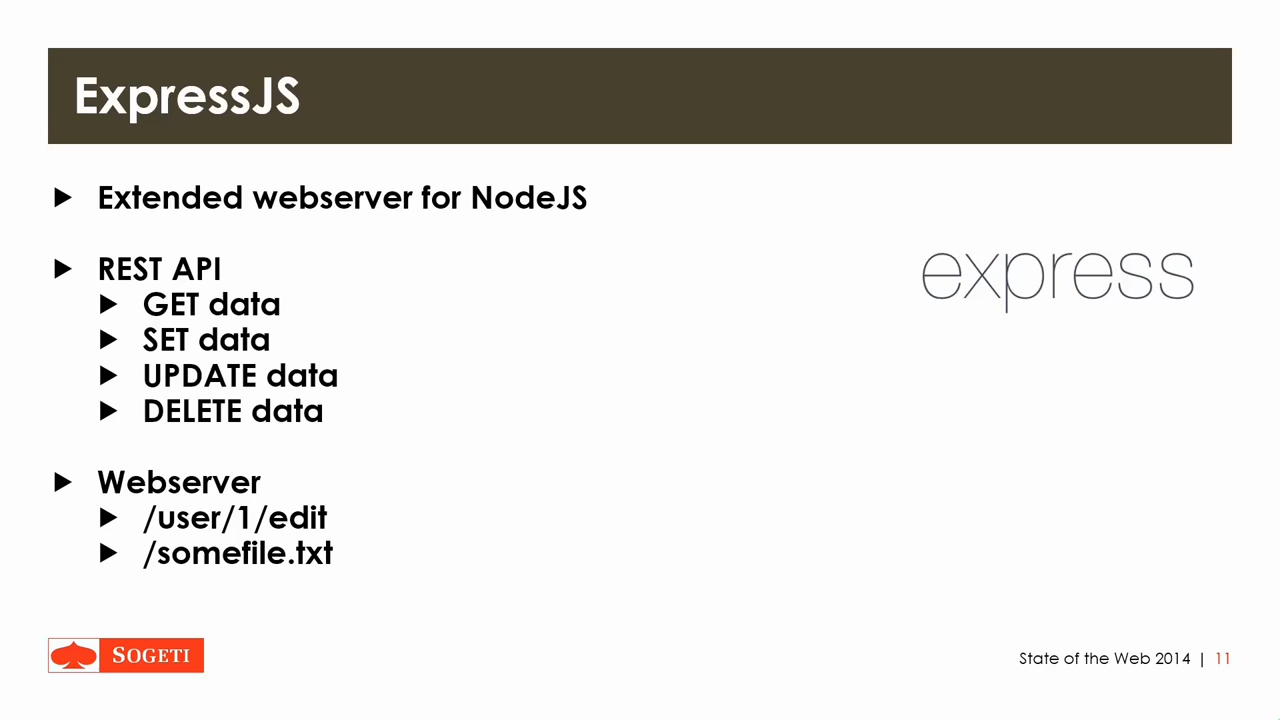 ExpressJS
Extended webserver for NodeJS
REST API
GET data
SET data
UPDATE data
DELETE data
express
Webserver
/user/1/edit
/somefile.txt
SOGETI
State of the Web 2014 | 11